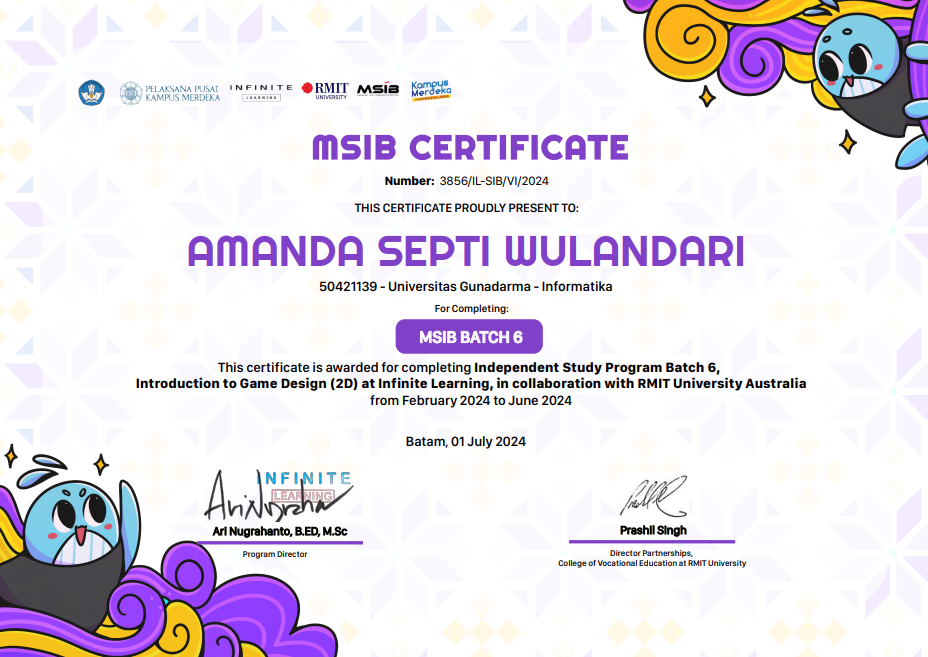 PELAKSANA PUSAT
KAMPUS MERDEKA
INFINITE
LEARNING
RMIT
UNIVERSITY
MSIB
Kampus
Merdeka
INDONESIA JAYA
MSIB CERTIFICATE
Number: 3856/IL-SIB/VI/2024
THIS CERTIFICATE PROUDLY PRESENT TO:
AMANDA SEPTI WULANDARI
50421139 - Universitas Gunadarma - Informatika
For Completing:
MSIB BATCH 6
This certificate is awarded for completing Independent Study Program Batch 6,
Introduction to Game Design (2D) at Infinite Learning, in collaboration with RMIT University Australia
from February 2024 to June 2024
Batam, 01 July 2024
INFINITE
LEARNING
Ari Nugrahanto, B.ED, M.Sc
Program Director
Prashil Singh
Director Partnerships,
College of Vocational Education at RMIT University